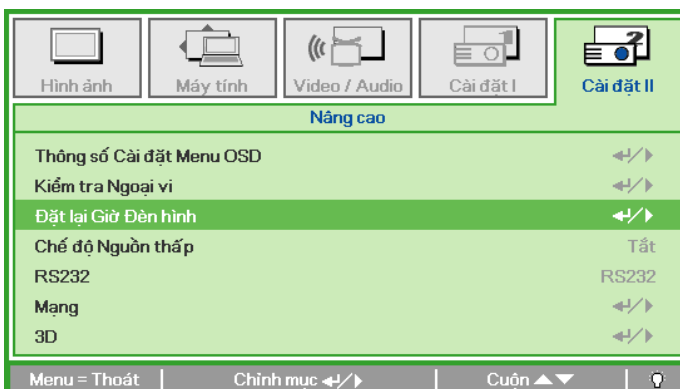 Hình ảnh
Máy tính
Video / Audio
Cài đặt I
Cài đặt II
Nâng cao
Thông số Cài đặt Menu OSD
Kiểm tra Ngoại vi
Đặt lại Giờ Đèn hình
Chế độ Nguồn thấp Tắt
RS232 RS232
Mạng
3D
Menu = Thoát Chỉnh mục Cuộn